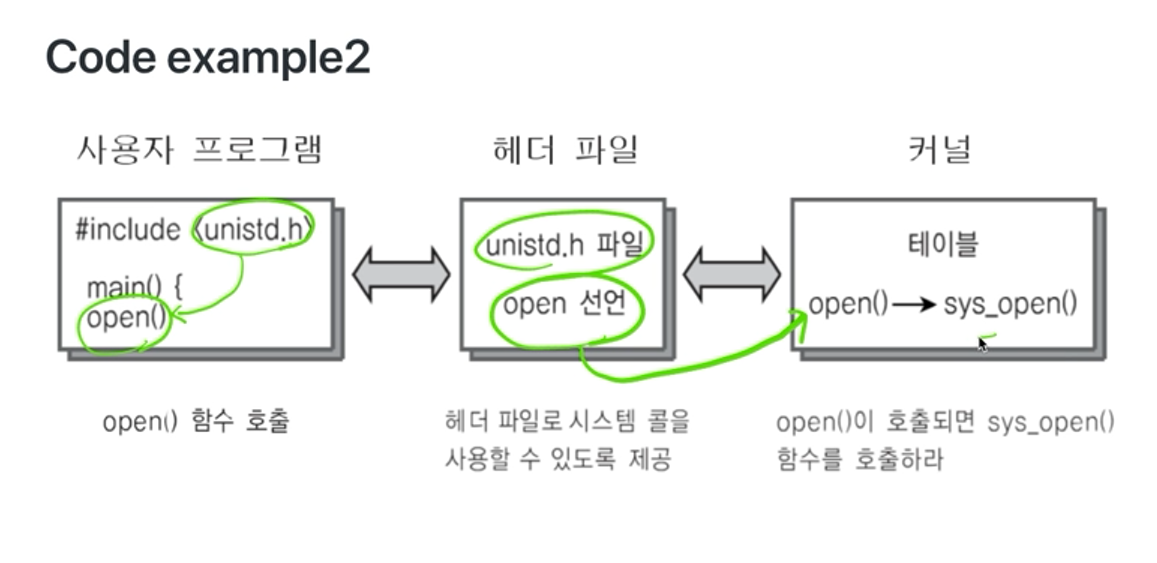 Code example2
사용자 프로그램
#include <unistd.h>
main() {
open()
open() 함수 호출
헤더 파일
unistd.h 파일
open 선언
헤더 파일로 시스템 콜을
사용할 수 있도록 제공
커널
테이블
open() → sys_open()
open()이 호출되면 sys_open()
함수를 호출하라